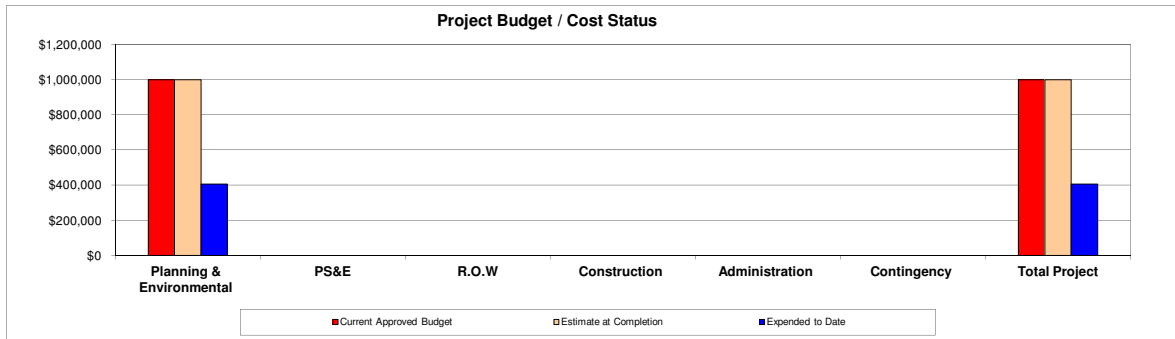 Project Budget / Cost Status
$1,200,000
$1,000,000
$800,000
$600,000
$400,000
$200,000
$0
Planning &
Environmental
PS&E
R.O.W
Construction
Administration
Contingency
Total Project
Current Approved Budget
Estimate at Completion
Expended to Date